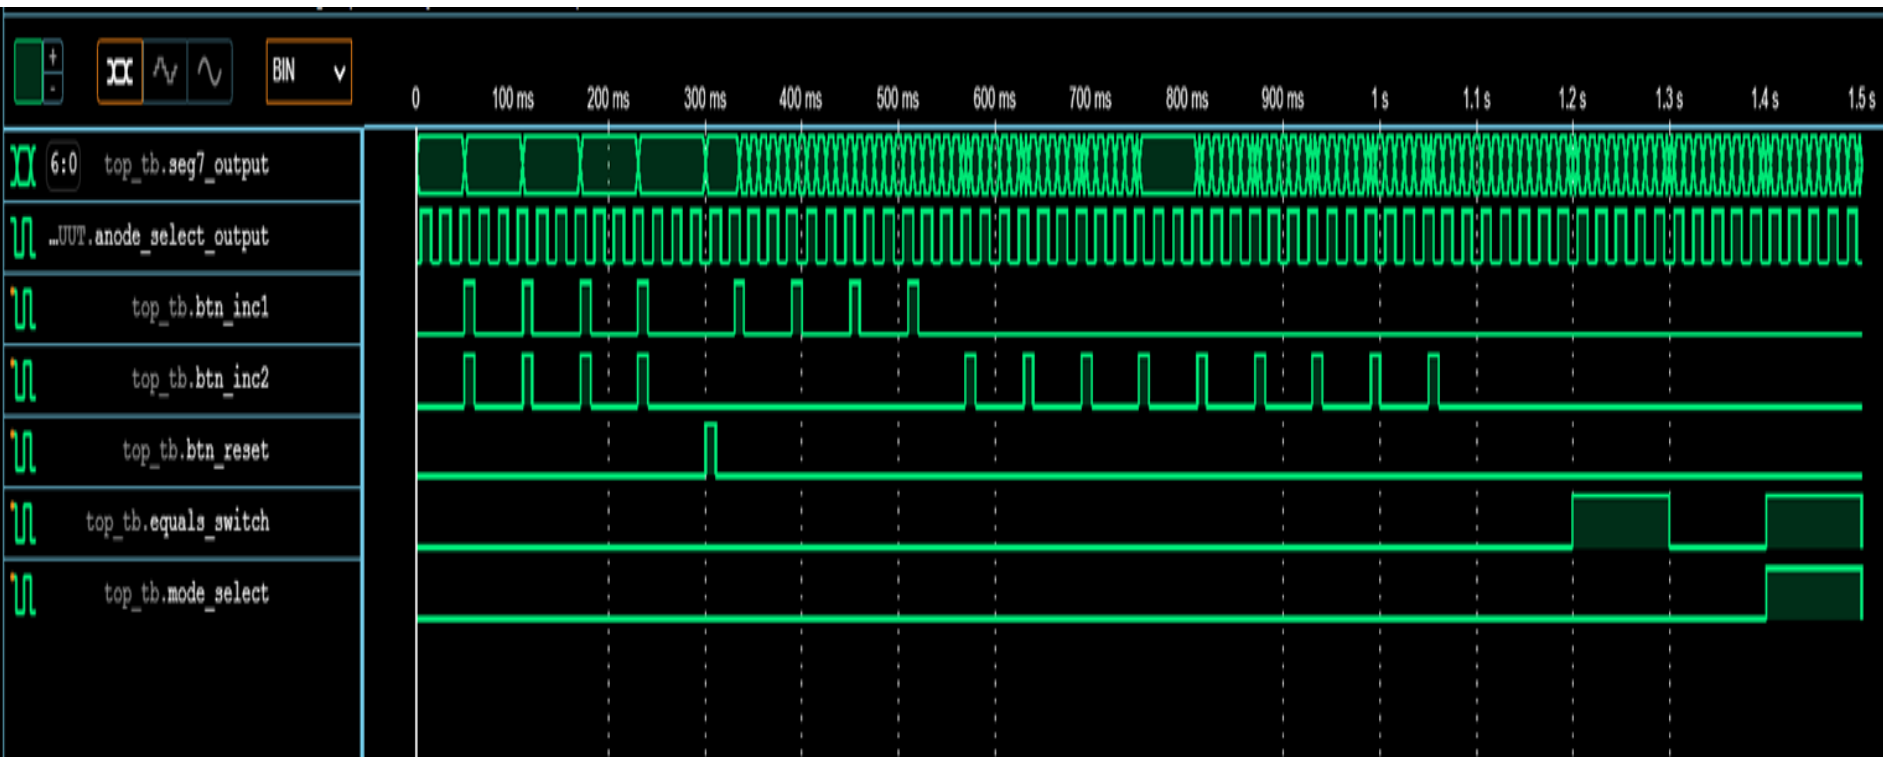 +
-
BIN
0 100 ms 200 ms 300 ms 400 ms 500 ms 600 ms 700 ms 800 ms 900 ms 1 s 1.1 s 1.2 s 1.3 s 1.4 s 1.5 s
6:0 top_tb.seg7_output
…UUT.anode_select_output
top_tb.btn_inc1
top_tb.btn_inc2
top_tb.btn_reset
top_tb.equals_switch
top_tb.mode_select